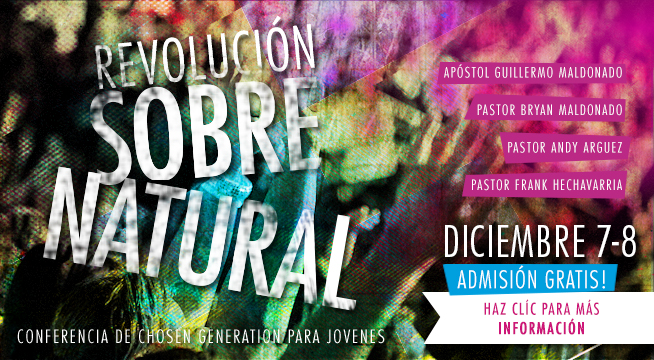 REVOLUCIÓN
SOBRE
NATURAL
CONFERENCIA DE CHOSEN GENERATION PARA JOVENES
APÓSTOL GUILLERMO MALDONADO
PASTOR BRYAN MALDONADO
PASTOR ANDY ARGUEZ
PASTOR FRANK HECHAVARRIA
DICIEMBRE 7-8
ADMISIÓN GRATIS!
HAZ CLÍC PARA MÁS
INFORMACIÓN